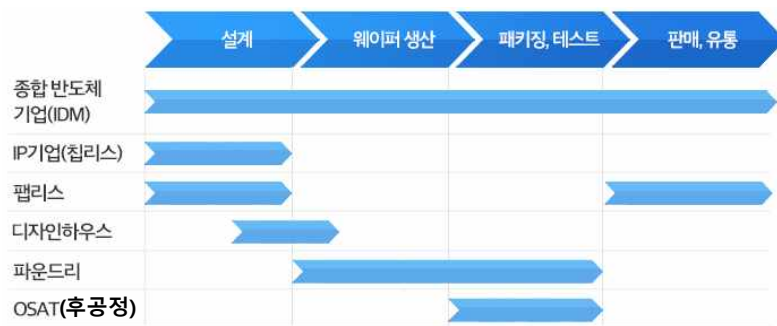 설계 웨이퍼 생산 패키징, 테스트 판매, 유통
종합 반도체
기업(IDM)
IP기업(칩리스)
팹리스
디자인하우스
파운드리
OSAT(후공정)